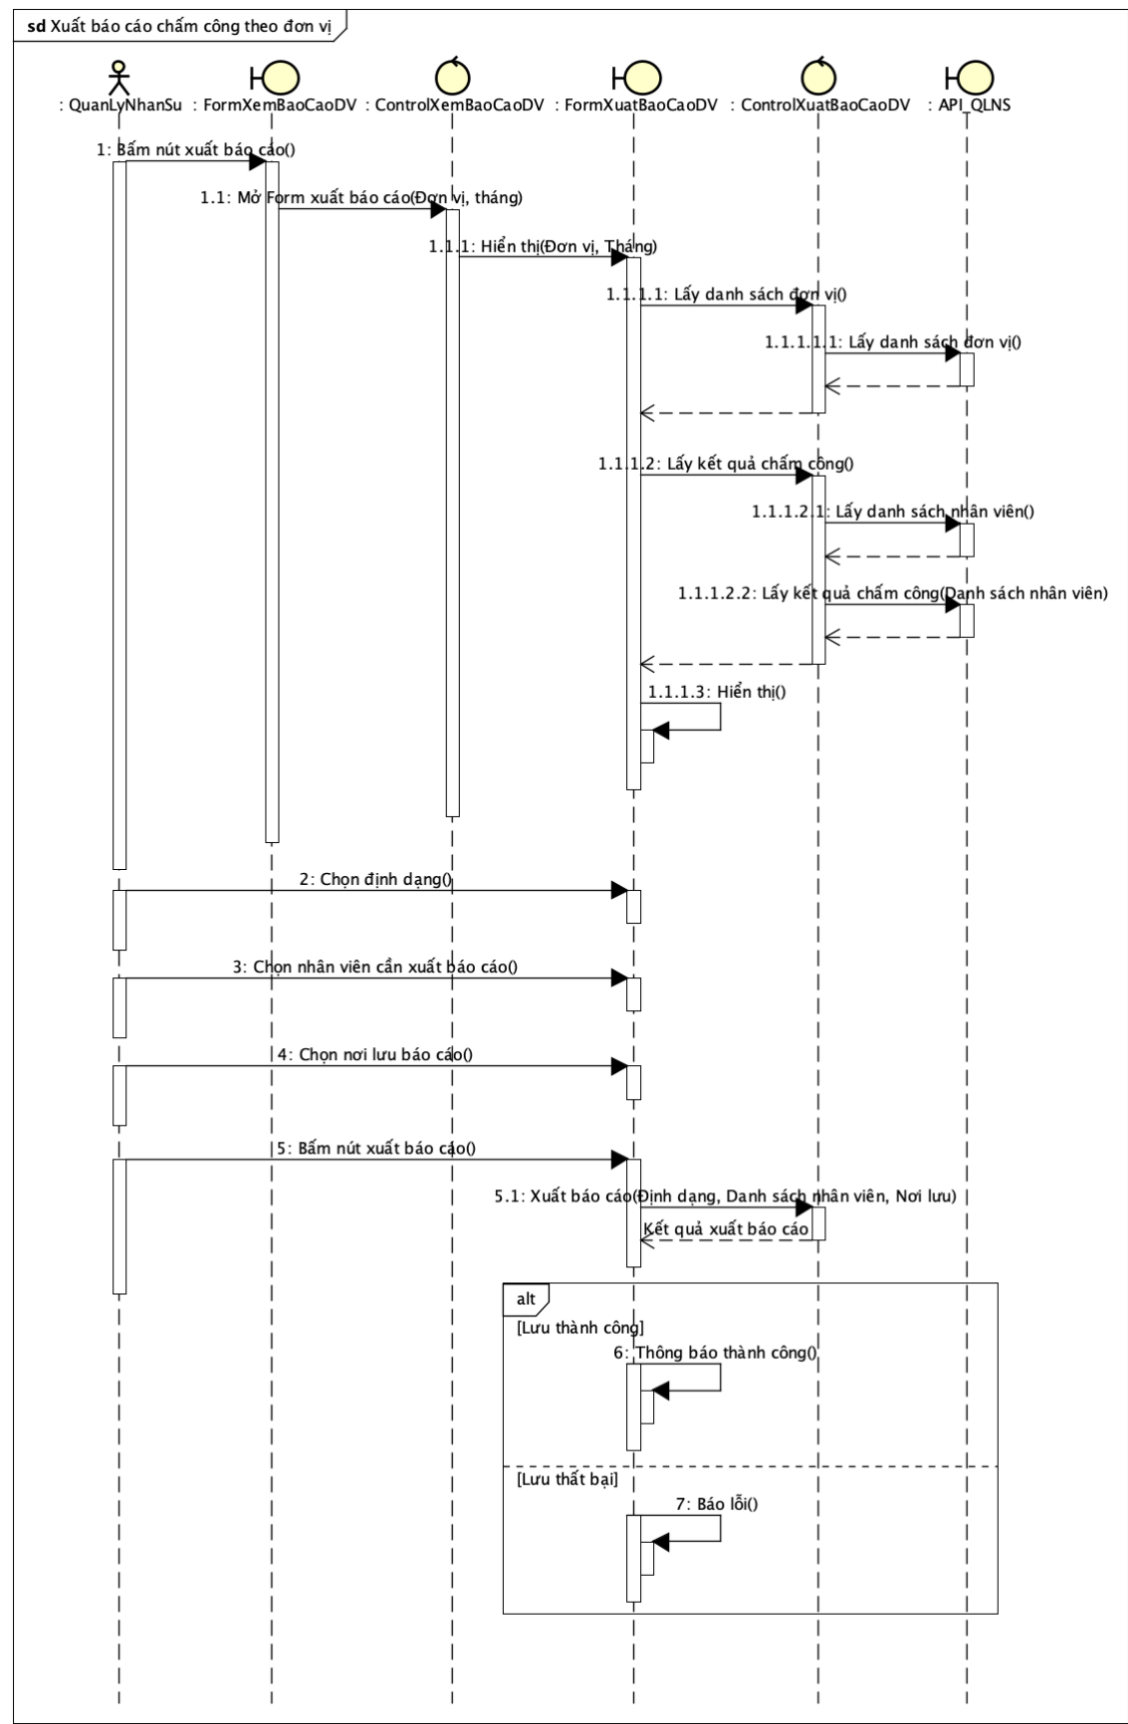 sd Xuất báo cáo chấm công theo đơn vị
: QuanLyNhanSu : FormXemBaoCaoDV : ControlXemBaoCaoDV : FormXuatBaoCaoDV : ControlXuatBaoCaoDV : API_QLNS
1: Bấm nút xuất báo cáo()
1.1: Mở Form xuất báo cáo(Đơn vị, tháng)
1.1.1: Hiển thị(Đơn vị, Tháng)
1.1.1.1: Lấy danh sách đơn vị()
1.1.1.1.1: Lấy danh sách đơn vị()
1.1.1.2: Lấy kết quả chấm công()
1.1.1.2.1: Lấy danh sách nhân viên()
1.1.1.2.2: Lấy kết quả chấm công(Danh sách nhân viên)
1.1.1.3: Hiển thị()
2: Chọn định dạng()
3: Chọn nhân viên cần xuất báo cáo()
4: Chọn nơi lưu báo cáo()
5: Bấm nút xuất báo cáo()
5.1: Xuất báo cáo(Định dạng, Danh sách nhân viên, Nơi lưu)
Kết quả xuất báo cáo
alt
[Lưu thành công]
6: Thông báo thành công()
[Lưu thất bại]
7: Báo lỗi()